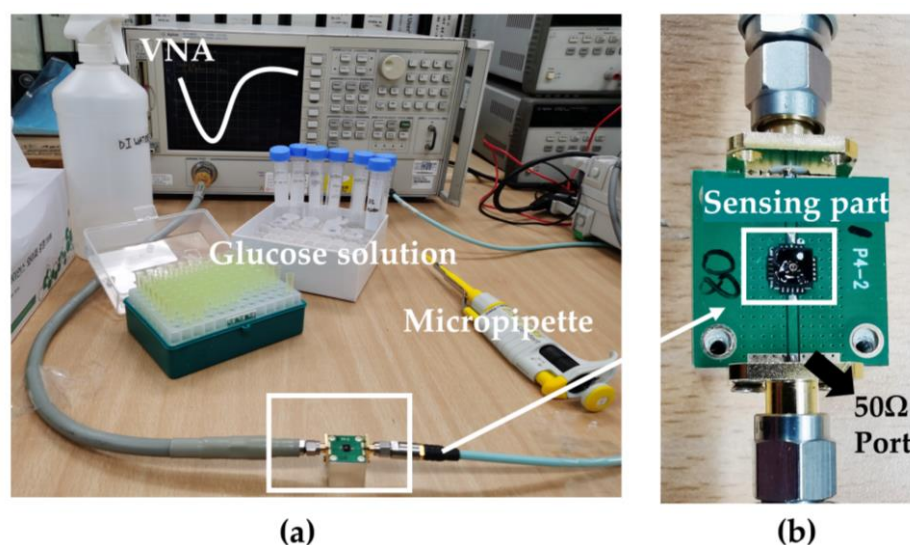 VNA
DI WATER
Glucose solution
Micropipette
(a)
Sensing part
80
P4-2
50Ω
Port
(b)